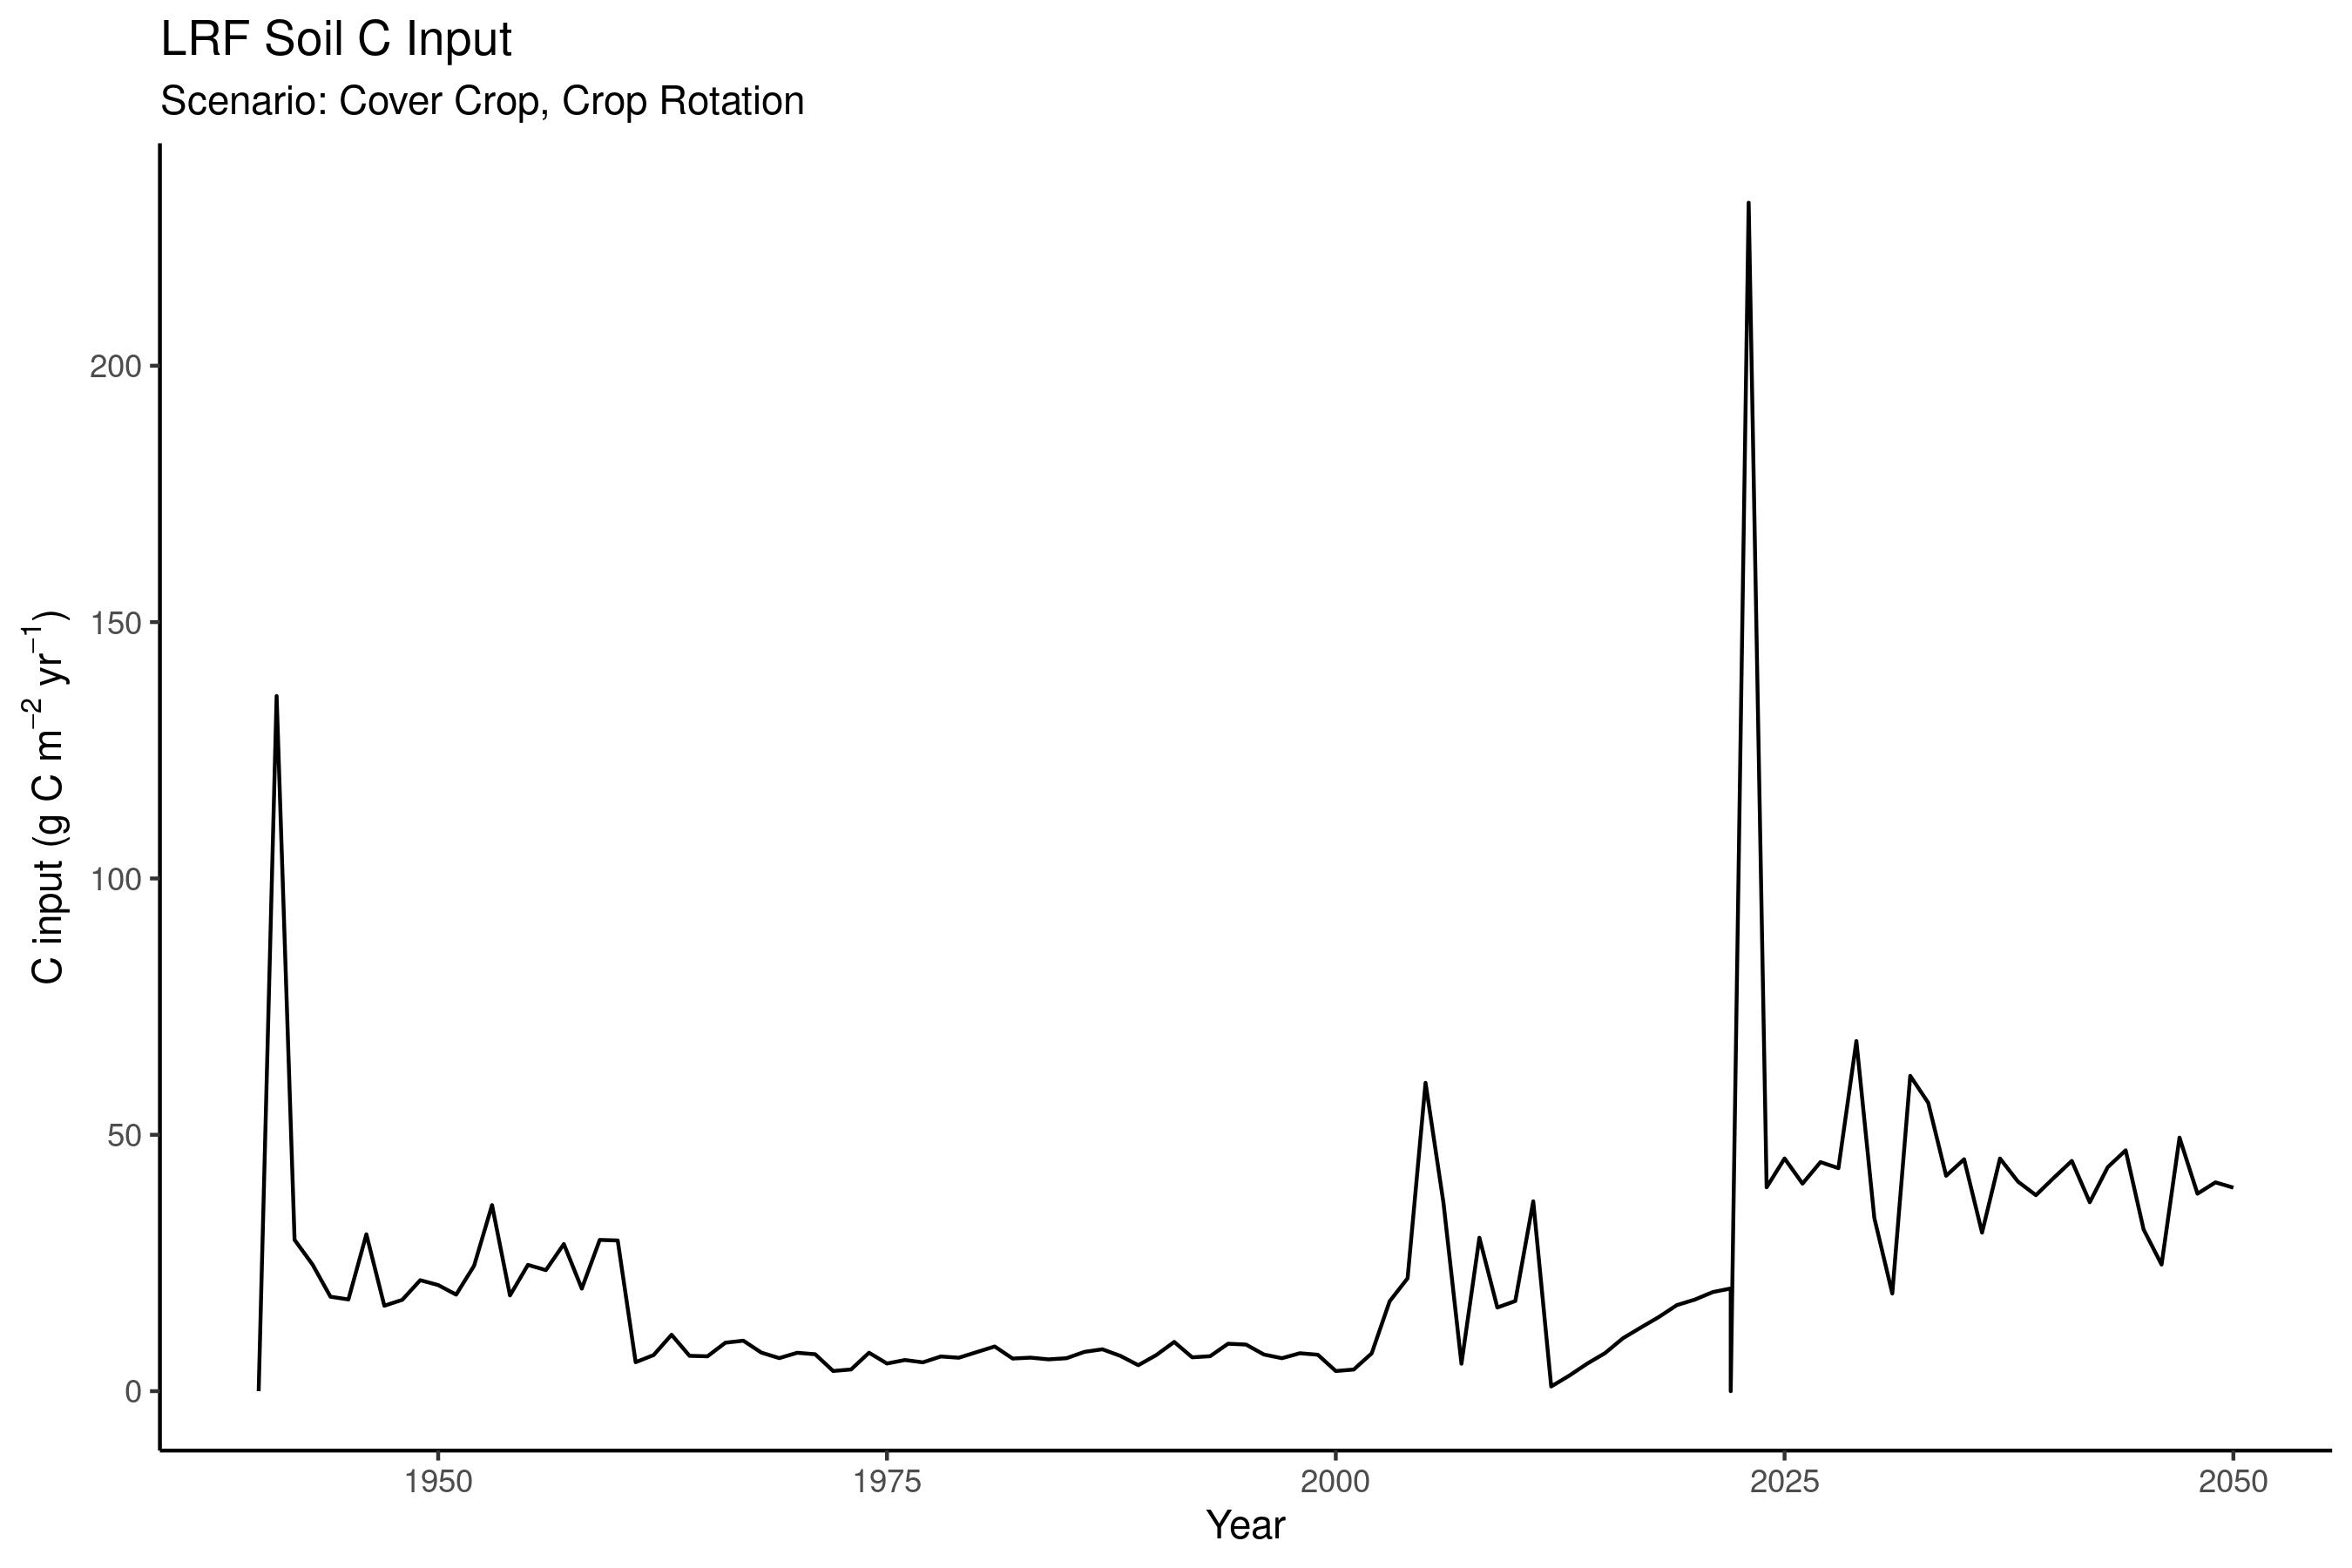 LRF Soil C Input
Scenario: Cover Crop, Crop Rotation
C input (g C m⁻² yr⁻¹)
200
150
100
50
0
1950 1975 2000 2025 2050
Year